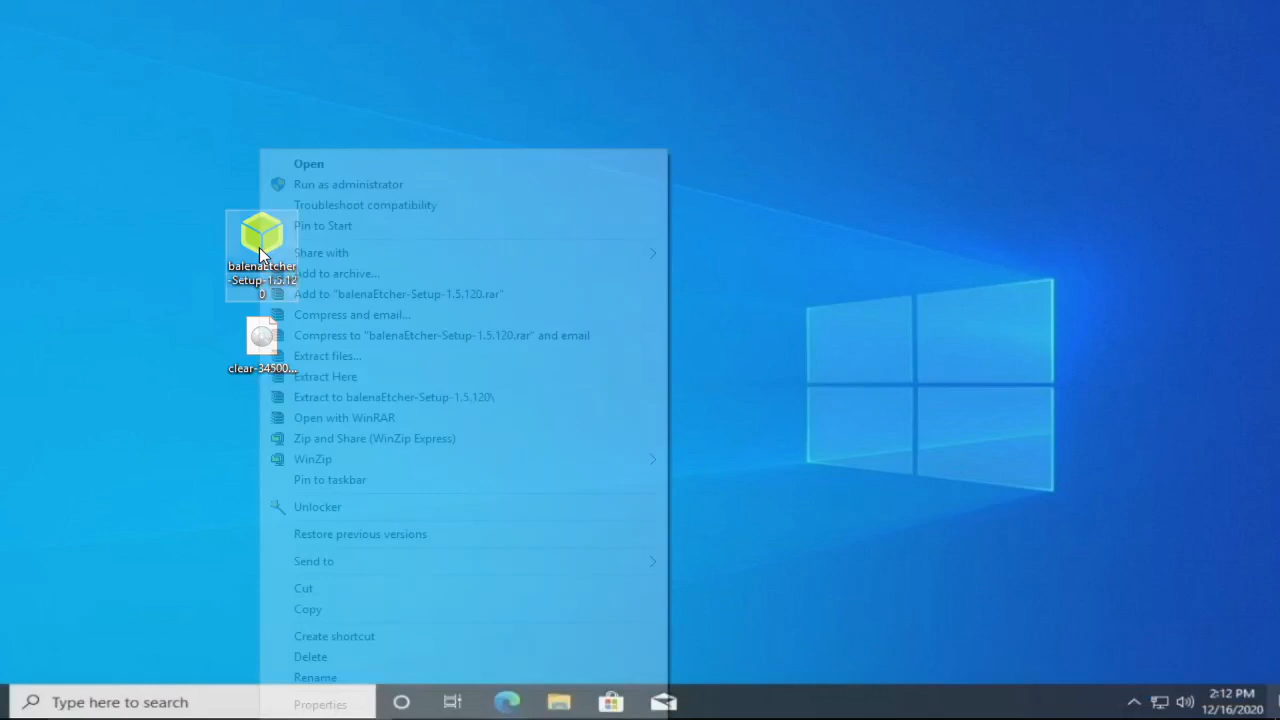 Open
Run as administrator
Troubleshoot compatibility
Pin to Start
Share with
Add to archive...
Add to "balenaEtcher-Setup-1.5.120.rar"
Compress and email...
Compress to "balenaEtcher-Setup-1.5.120.rar" and email
Extract files...
Extract Here
Extract to balenaEtcher-Setup-1.5.120\
Open with WinRAR
Zip and Share (WinZip Express)
WinZip
Pin to taskbar
Unlocker
Restore previous versions
Send to
Cut
Copy
Create shortcut
Delete
Rename
Properties
balenaEtcher
-Setup-1.5.12
0
clear-34500...
Type here to search
2:12 PM
12/16/2020